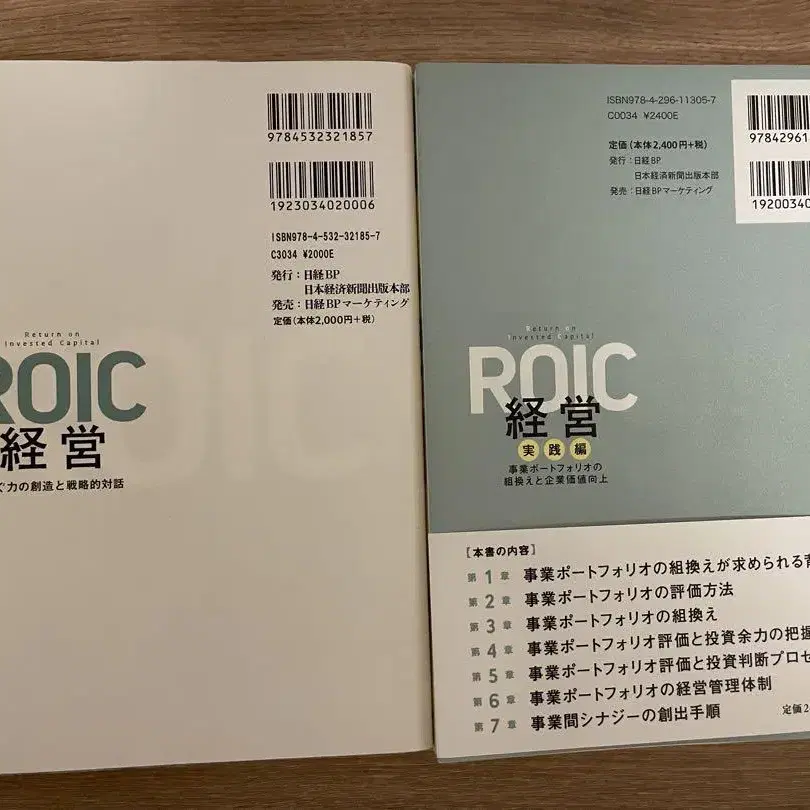 9784532321857
1923034020006
ISBN978-4-532-32185-7
C3034 ¥2000E
発行：日経BP
日本経済新聞出版本部
発売：日経BPマーケティング
定価（本体2,000円+税）
Return on
Invested Capital
ROIC
経営
力の創造と戦略的対話
ISBN978-4-296-11305-7
C0034 ¥2400E
定価（本体2,400円+税）
発行：日経BP
日本経済新聞出版本部
発売：日経BPマーケティング
97842961
19200340
Return on
Invested Capital
ROIC
経営
実践編
事業ポートフォリオの
組換えと企業価値向上
［本書の内容］
第1章 事業ポートフォリオの組換えが求められる
第2章 事業ポートフォリオの評価方法
第3章 事業ポートフォリオの組換え
第4章 事業ポートフォリオ評価と投資余力の把握
第5章 事業ポートフォリオ評価と投資判断プロセ
第6章 事業ポートフォリオの経営管理体制
第7章 事業間シナジーの創出手順
定価2